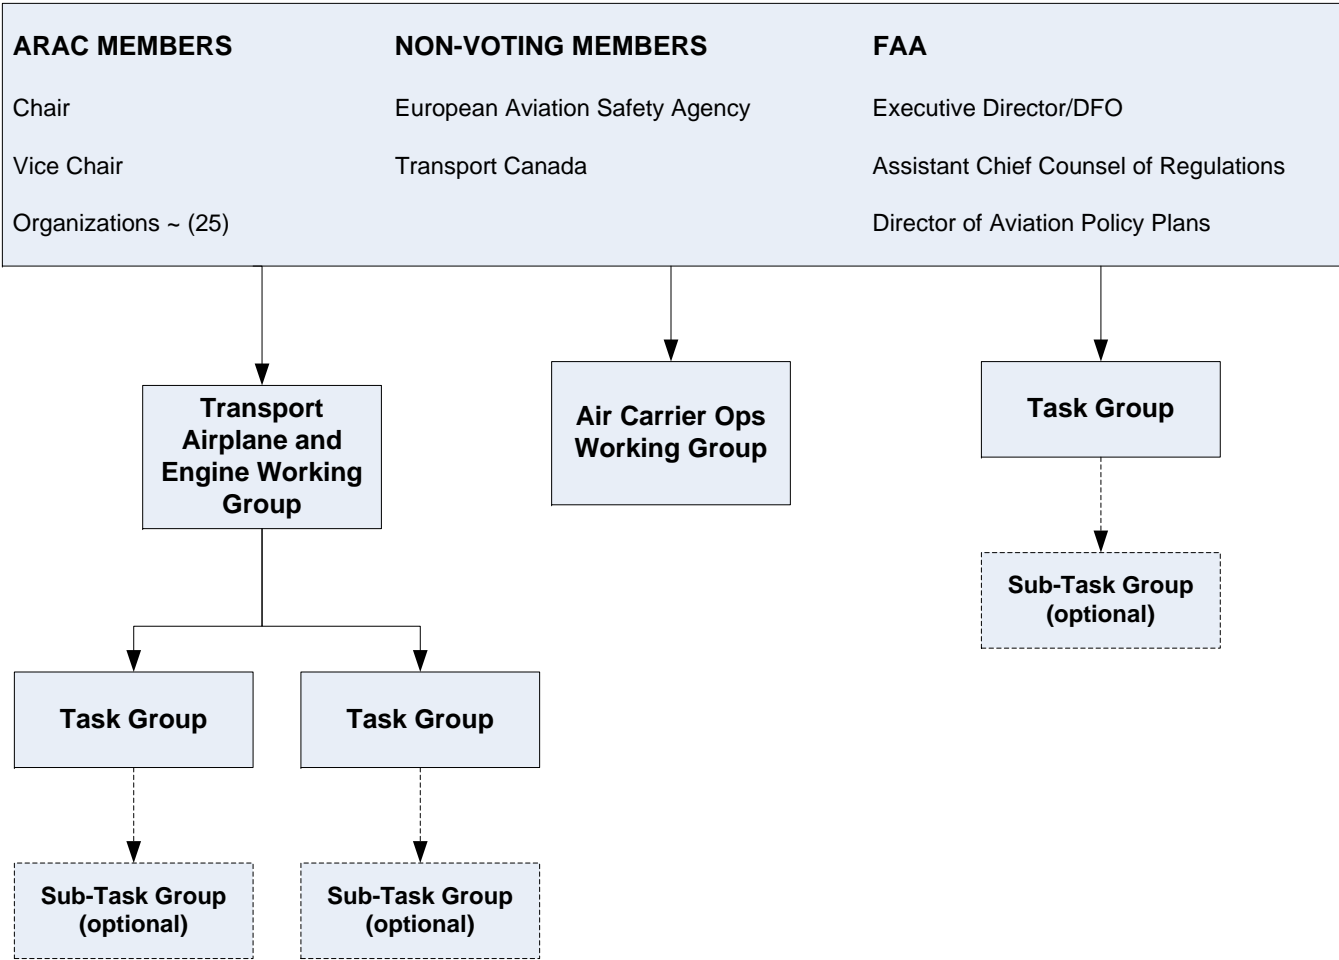 ARAC MEMBERS
Chair
Vice Chair
Organizations ~ (25)
NON-VOTING MEMBERS
European Aviation Safety Agency
Transport Canada
FAA
Executive Director/DFO
Assistant Chief Counsel of Regulations
Director of Aviation Policy Plans
Transport
Airplane and
Engine Working
Group
Air Carrier Ops
Working Group
Task Group
Sub-Task Group
(optional)
Task Group
Task Group
Sub-Task Group
(optional)
Sub-Task Group
(optional)